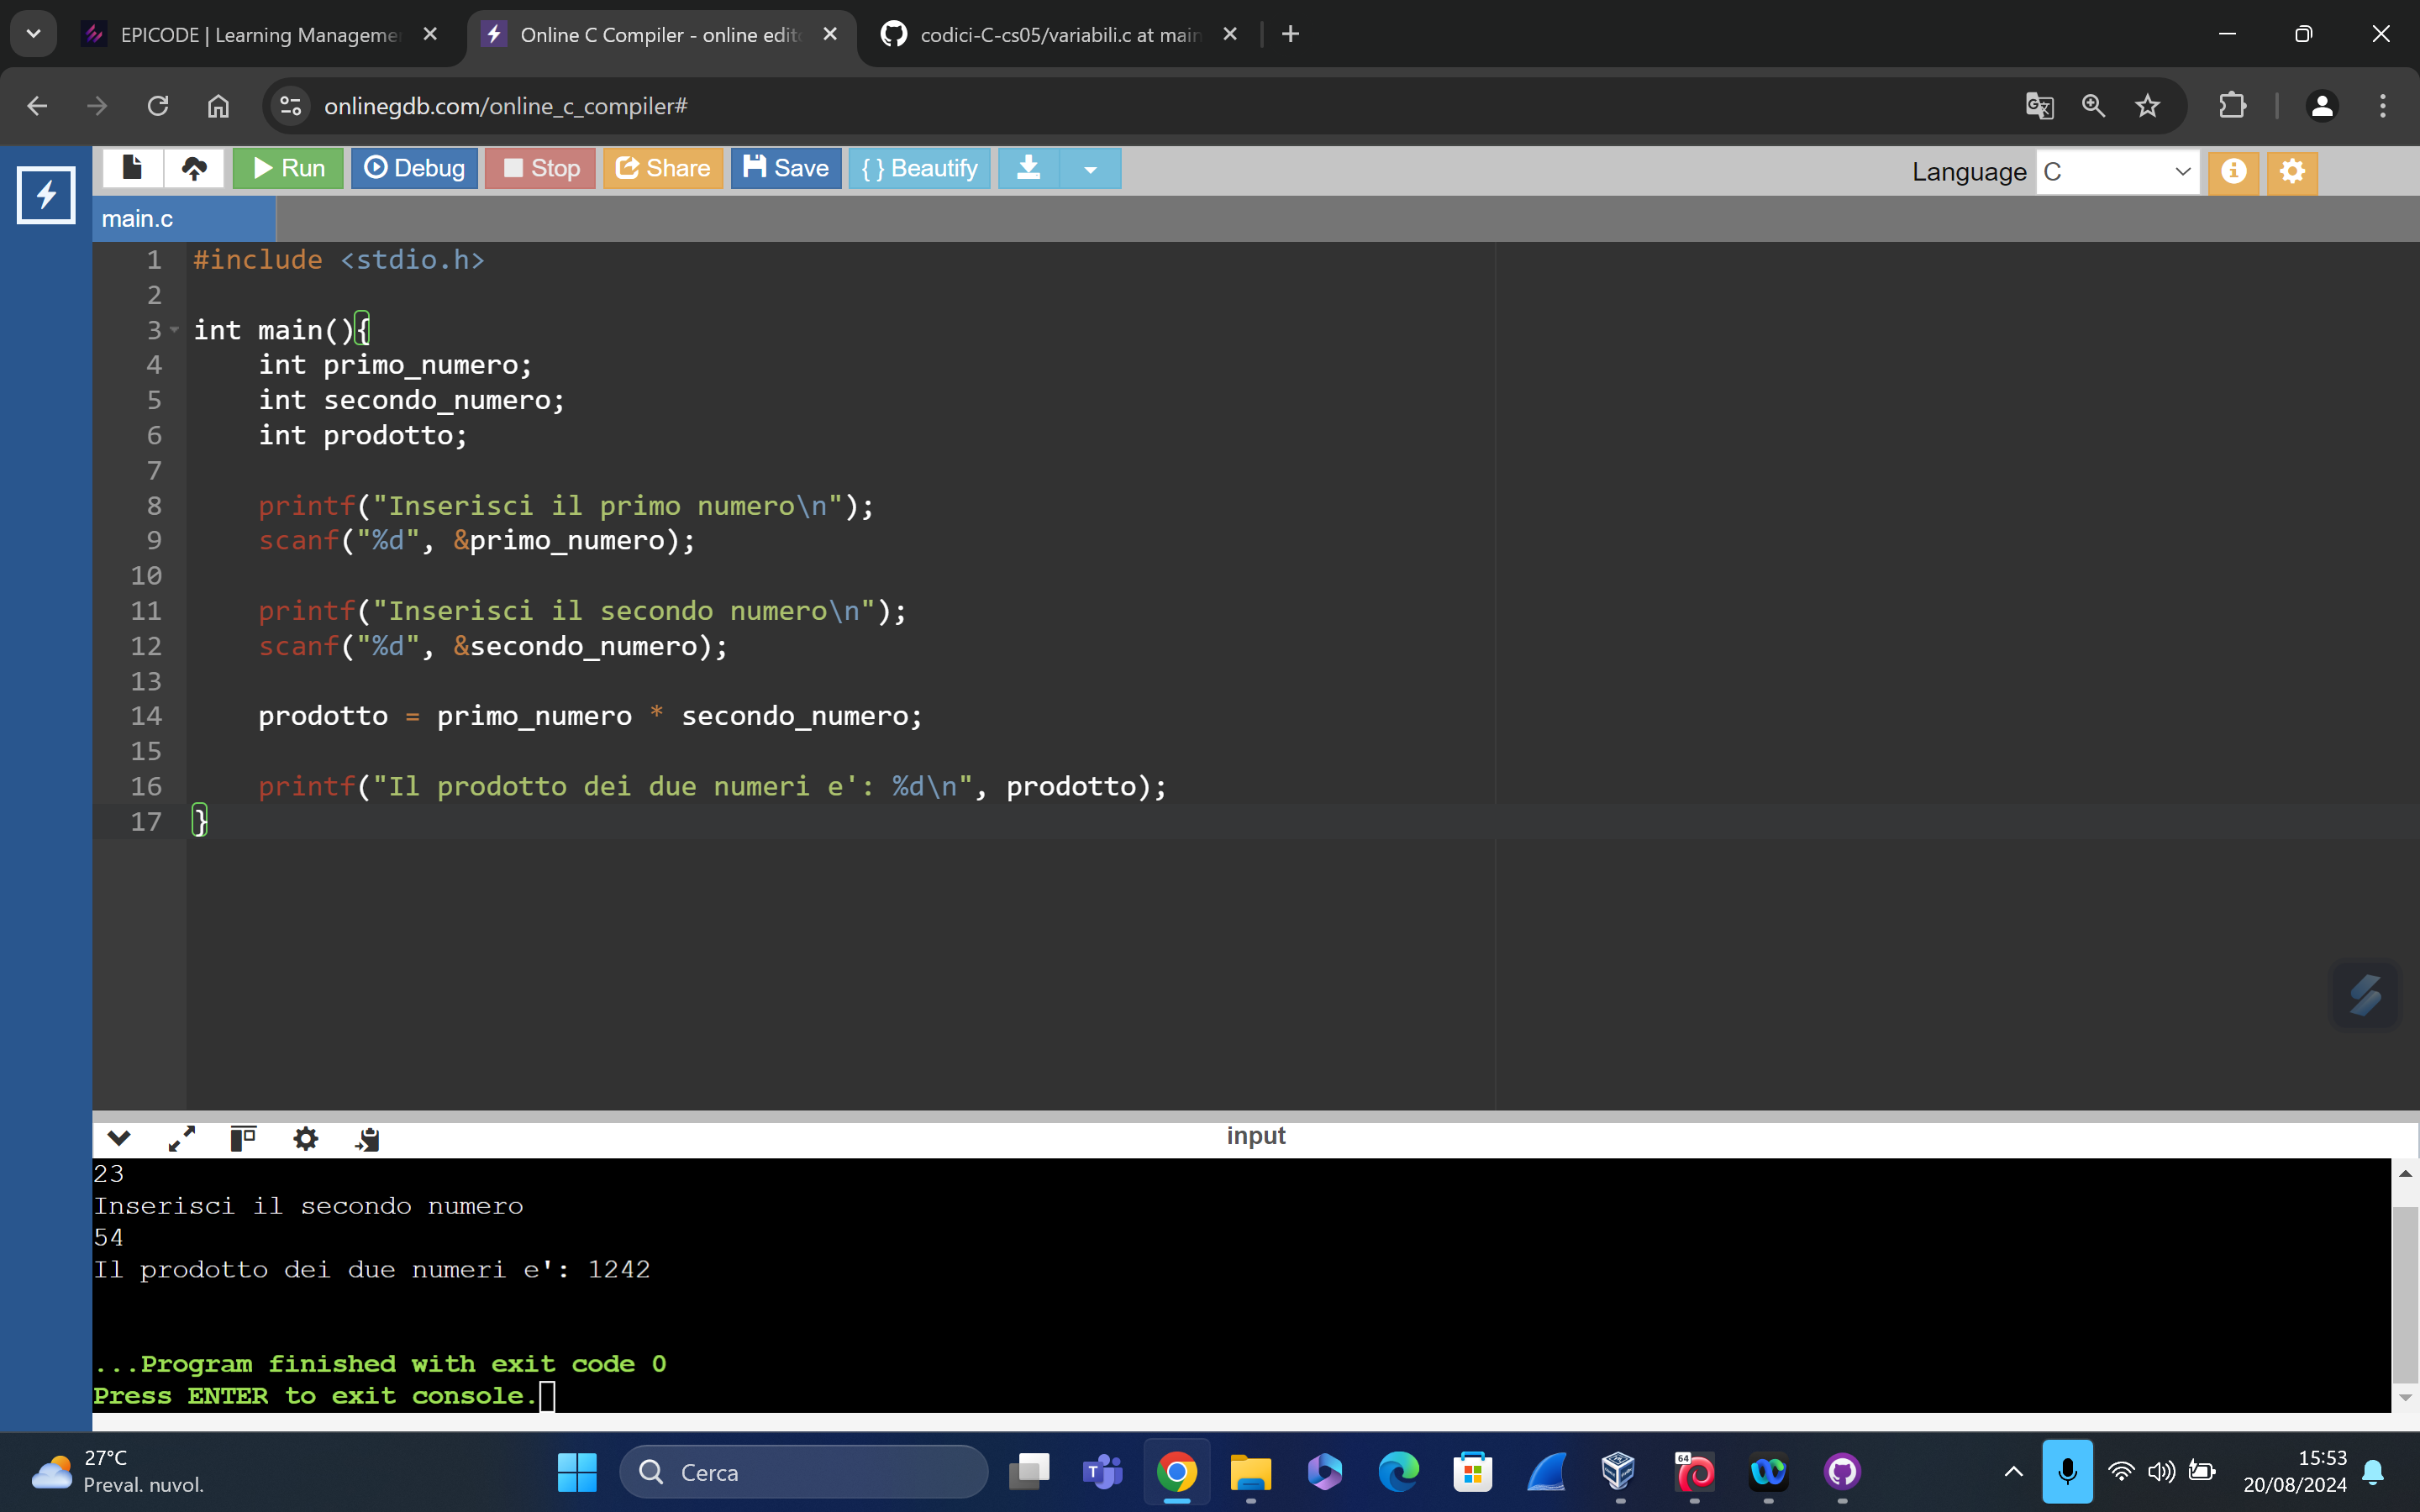 EPICODE | Learning Manageme
Online C Compiler - online edit
codici-C-cs05/variabili.c at main
onlinegdb.com/online_c_compiler#
Run
Debug
Stop
Share
Save
{ } Beautify
Language
C
main.c
1 #include <stdio.h>
2
3 int main(){
4     int primo_numero;
5     int secondo_numero;
6     int prodotto;
7
8     printf("Inserisci il primo numero\n");
9     scanf("%d", &primo_numero);
10
11     printf("Inserisci il secondo numero\n");
12     scanf("%d", &secondo_numero);
13
14     prodotto = primo_numero * secondo_numero;
15
16     printf("Il prodotto dei due numeri e': %d\n", prodotto);
17 }
input
23
Inserisci il secondo numero
54
Il prodotto dei due numeri e': 1242
...Program finished with exit code 0
Press ENTER to exit console.
27°C
Preval. nuvol.
Cerca
64
15:53
20/08/2024